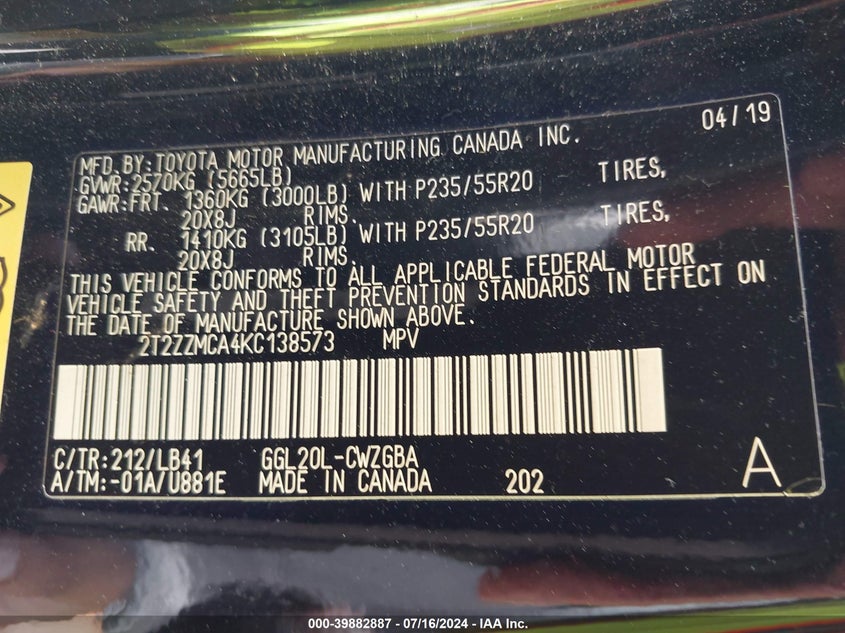 04/19
MFD. BY: TOYOTA MOTOR MANUFACTURING CANADA INC.
GVWR: 2570KG (5665LB)
GAWR: FRT. 1360KG (3000LB) WITH P235/55R20 TIRES,
20X8J RIMS.
RR. 1410KG (3105LB) WITH P235/55R20 TIRES,
20X8J RIMS.
THIS VEHICLE CONFORMS TO ALL APPLICABLE FEDERAL MOTOR
VEHICLE SAFETY AND THEFT PREVENTION STANDARDS IN EFFECT ON
THE DATE OF MANUFACTURE SHOWN ABOVE.
2T2ZZMCA4KC138573 MPV
C/TR: 212/LB41 GGL20L-CWZGBA
A/TM: -01A/U881E MADE IN CANADA 202 A
000-39882887 - 07/16/2024 - IAA Inc.